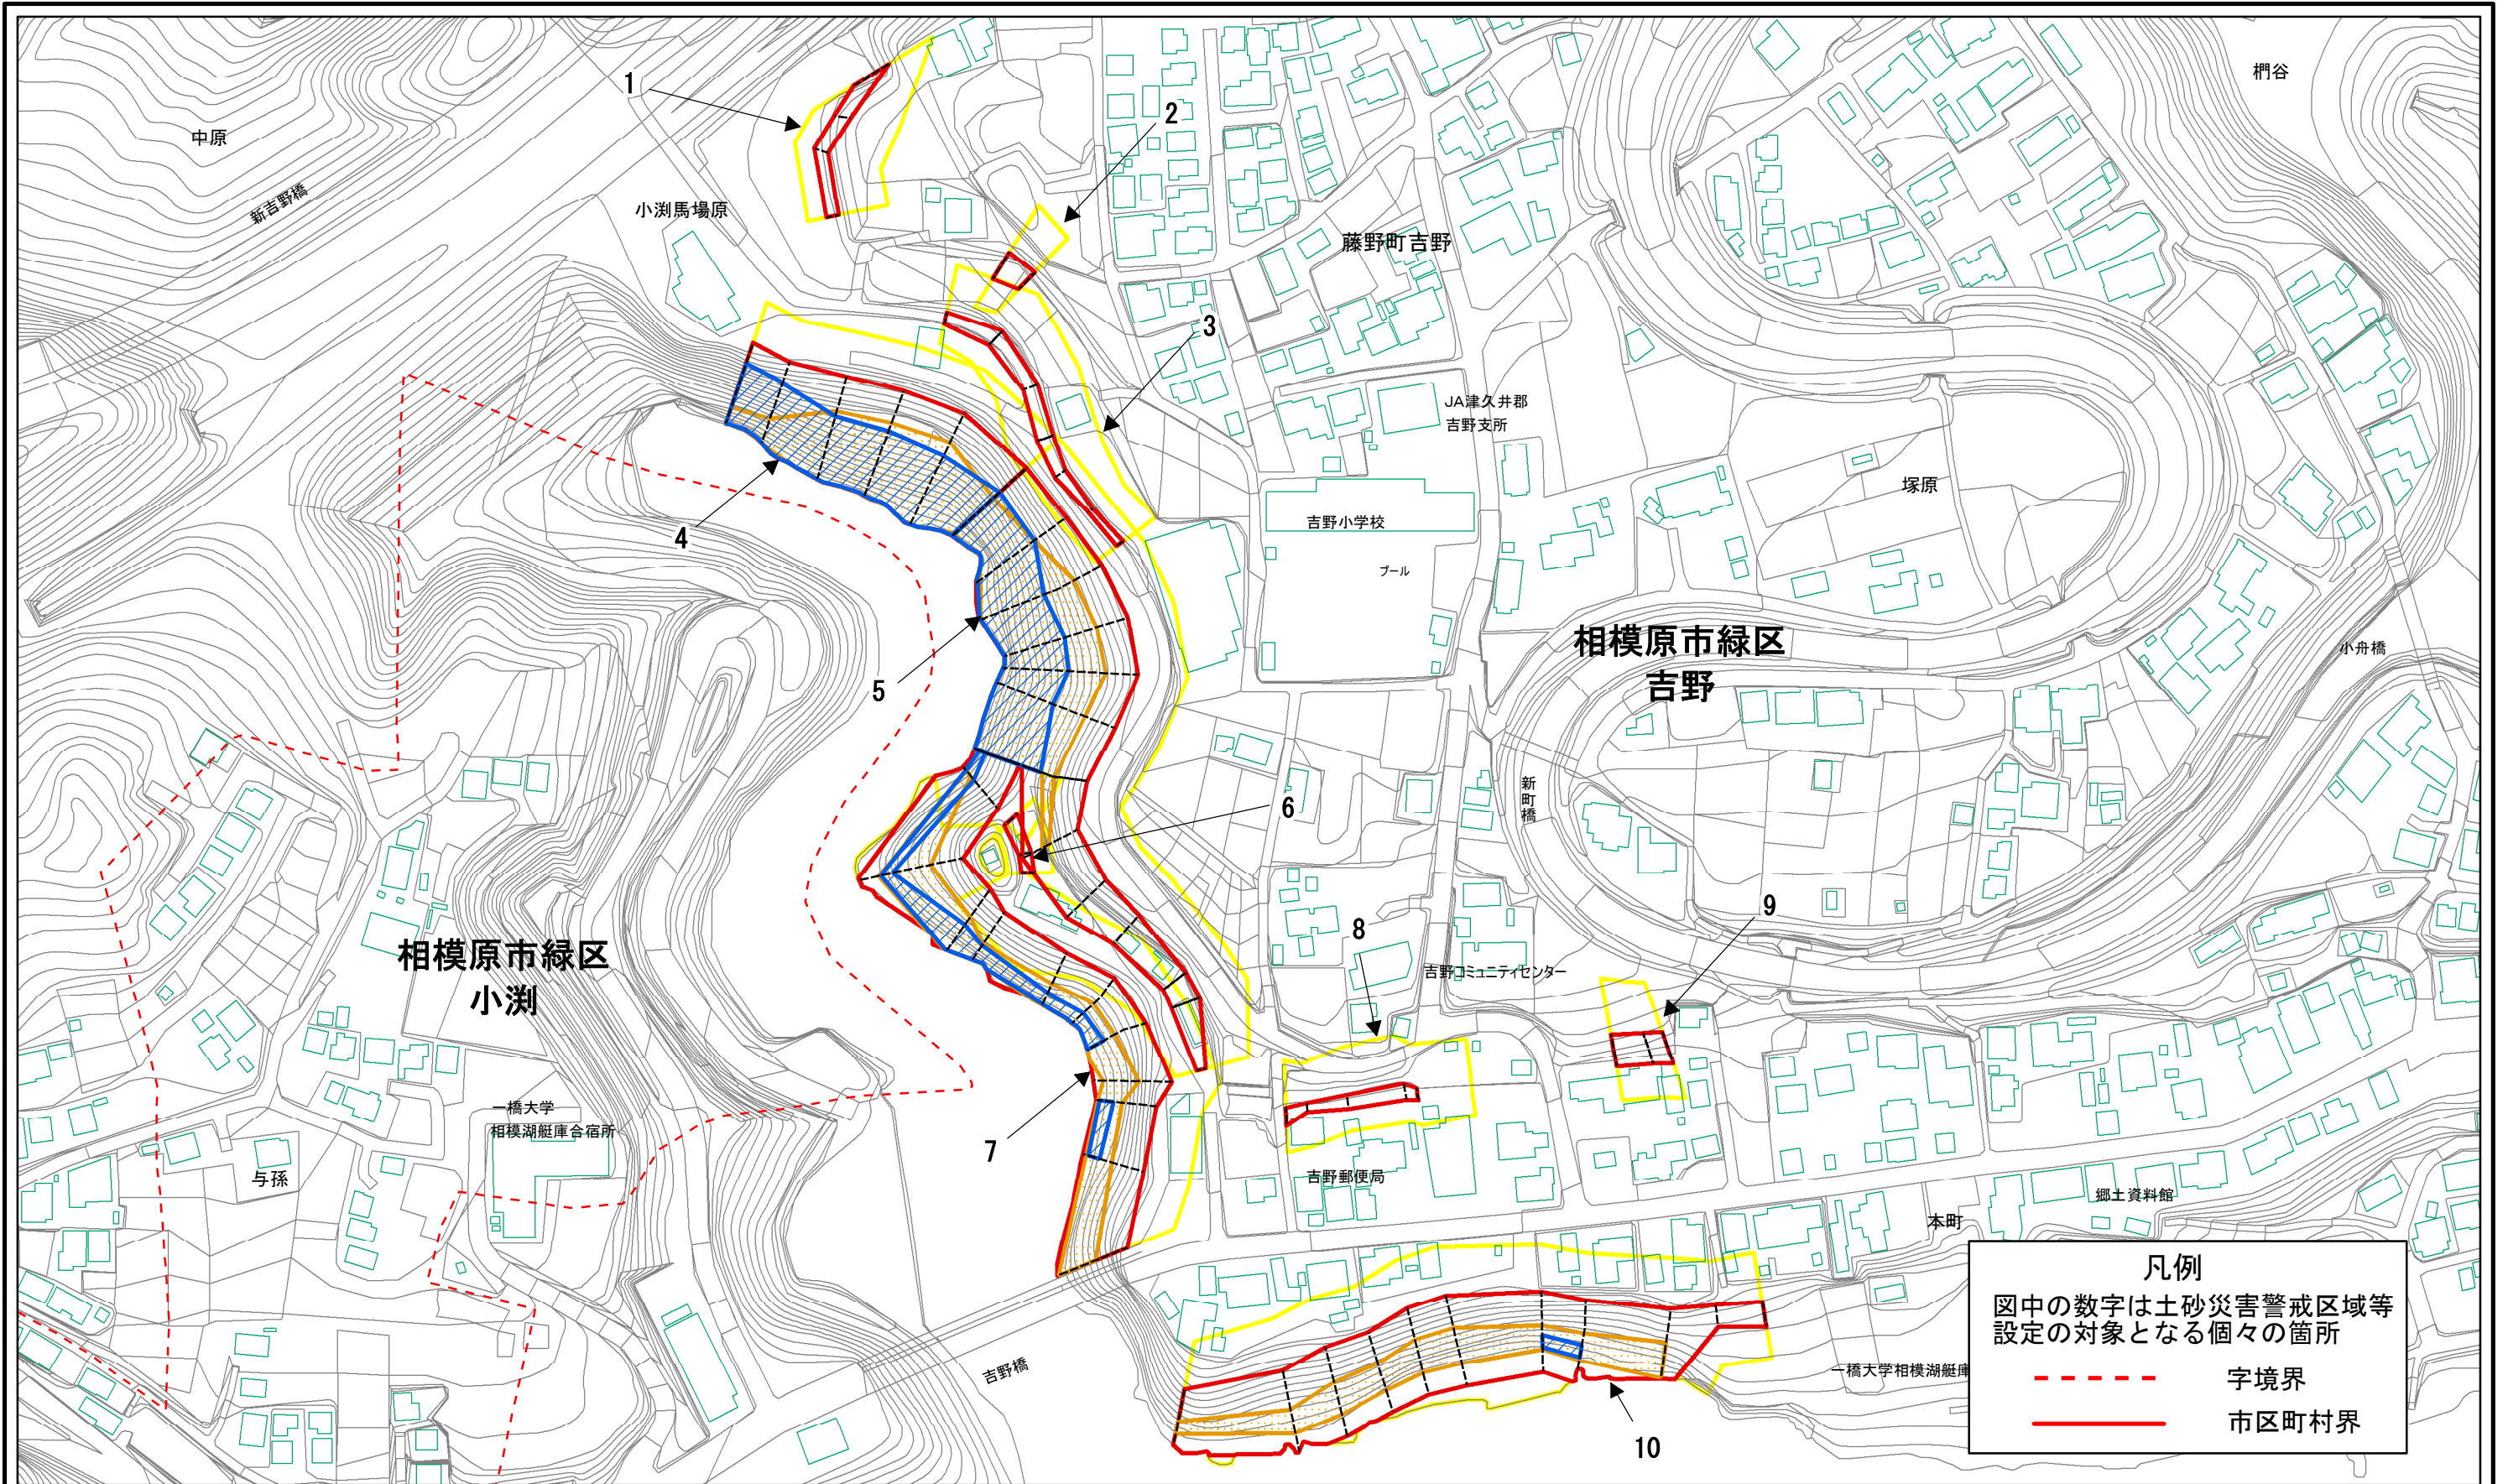 1
2
中原
新吉野橋
小渕馬場原
藤野町吉野
椚谷
3
JA津久井郡
吉野支所
塚原
吉野小学校
プール
4
相模原市緑区
吉野
小舟橋
5
新町橋
6
8
9
吉野コミュニティセンター
相模原市緑区
小渕
一橋大学
相模湖艇庫合宿所
7
与孫
吉野郵便局
郷土資料館
本町
吉野橋
一橋大学相模湖艇庫
10
凡例
図中の数字は土砂災害警戒区域等
設定の対象となる個々の箇所
字境界
市区町村界